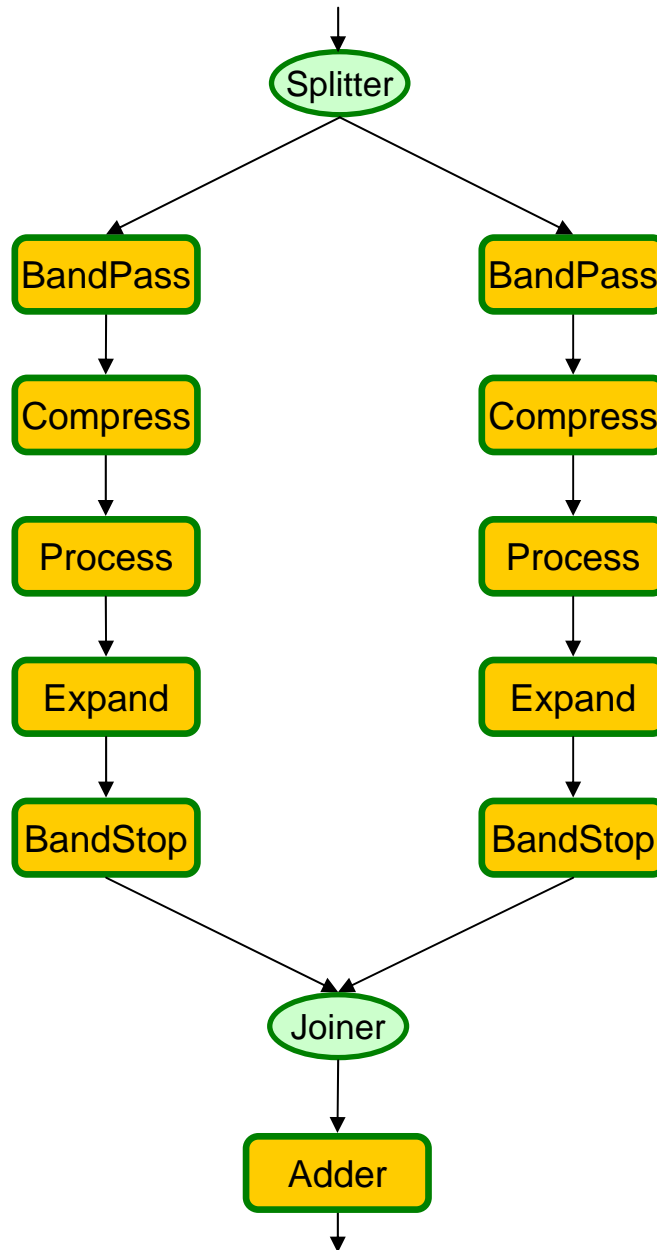 Splitter
BandPass
BandPass
Compress
Compress
Process
Process
Expand
Expand
BandStop
BandStop
Joiner
Adder